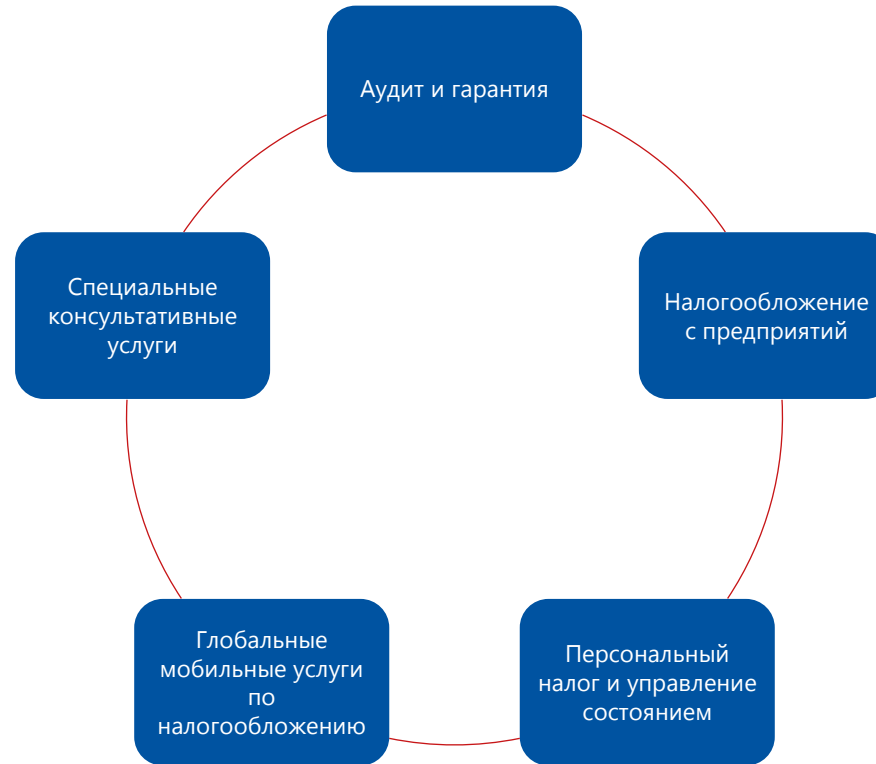 Аудит и гарантия
Специальные
консультативные
услуги
Налогообложение
с предприятий
Глобальные
мобильные услуги
по
налогообложению
Персональный
налог и управление
состоянием